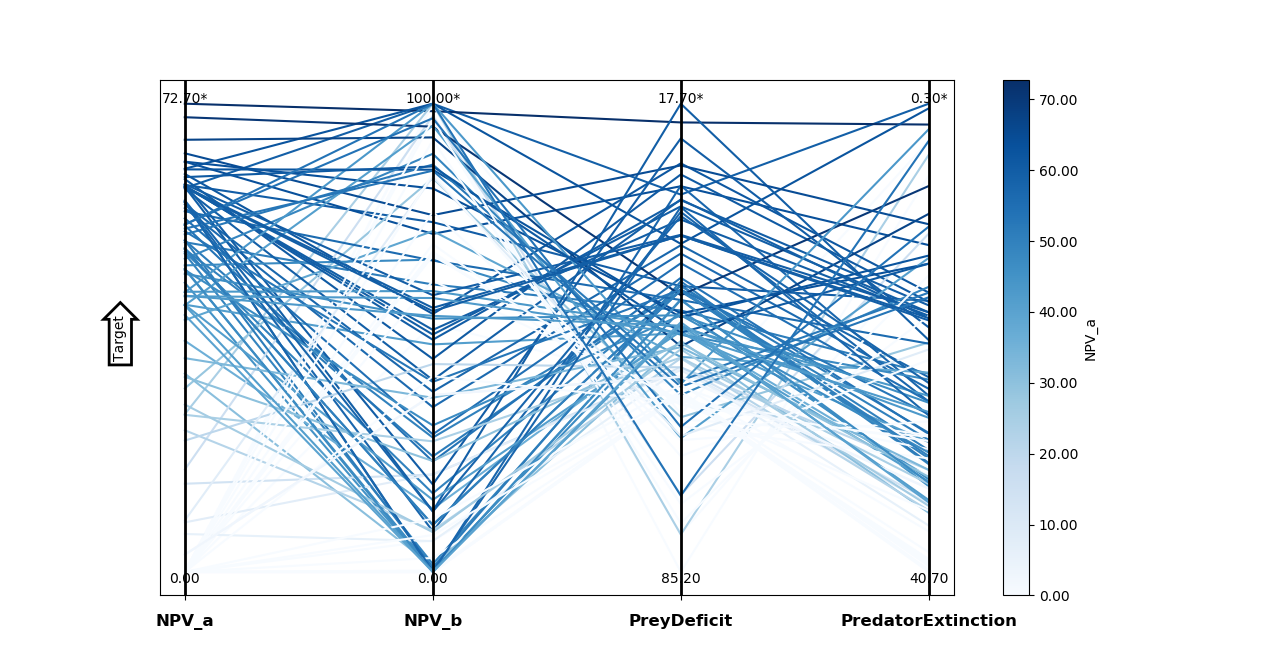 72.70*
100.00*
17.70*
0.30*
70.00
60.00
50.00
40.00
30.00
20.00
10.00
0.00
NPV_a
Target
0.00
0.00
85.20
40.70
NPV_a
NPV_b
PreyDeficit
PredatorExtinction